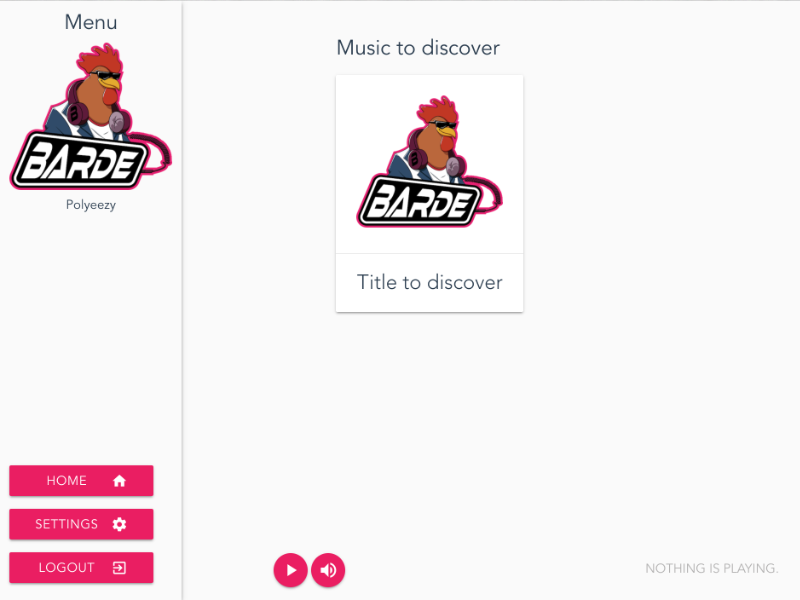 Menu
BARDE
Polyeezy
HOME
SETTINGS
LOGOUT
Music to discover
BARDE
Title to discover
NOTHING IS PLAYING.